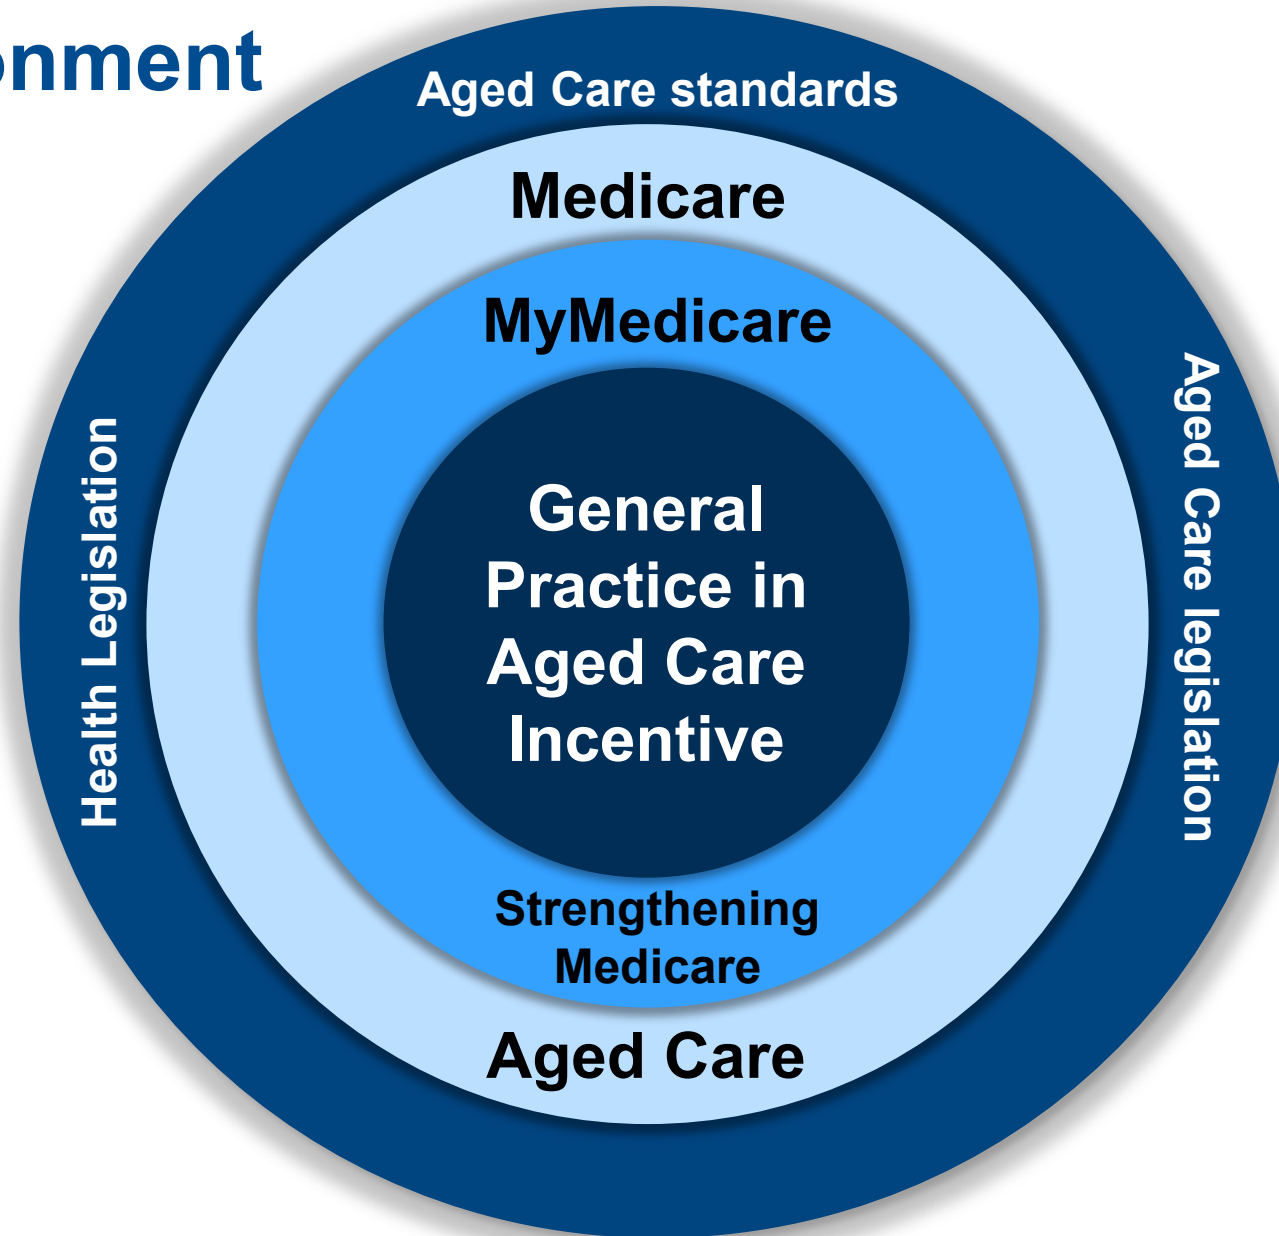 onment
Aged Care standards
Medicare
MyMedicare
Health Legislation
Aged Care legislation
General
Practice in
Aged Care
Incentive
Strengthening
Medicare
Aged Care